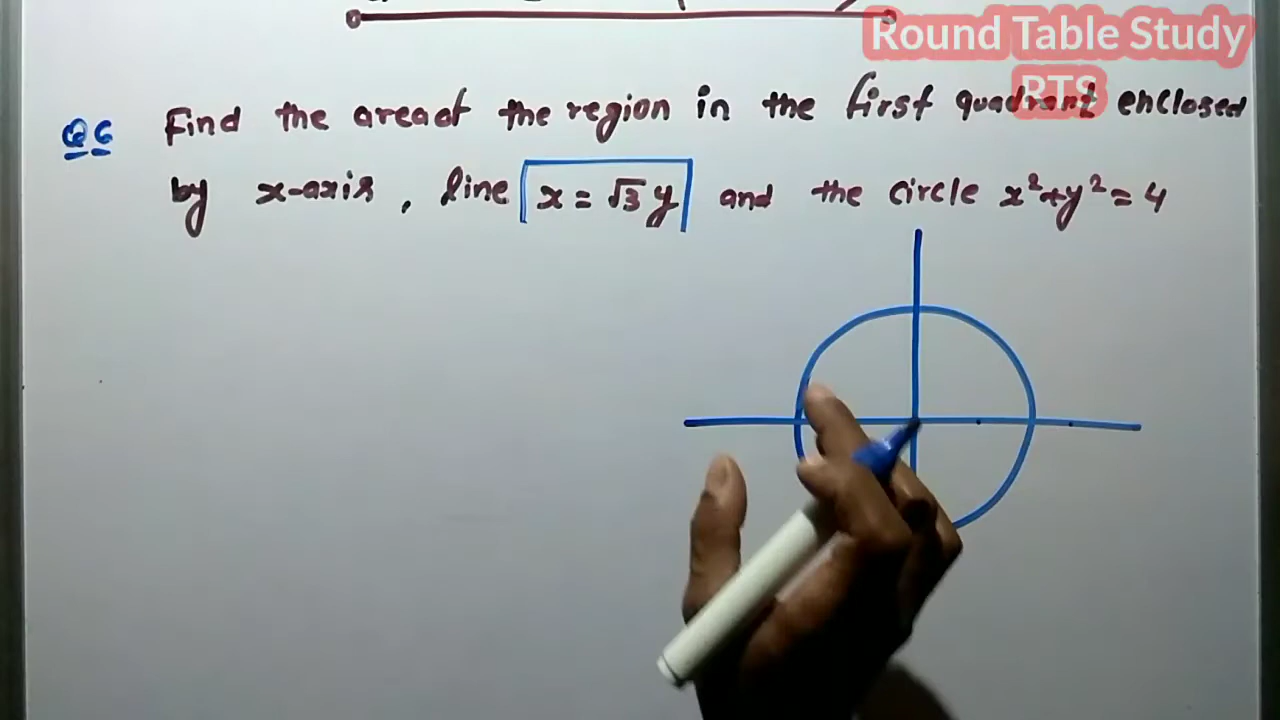 Round Table Study
RTS
Q6 Find the area of the region in the first quadrant enclosed
by x-axis, line x = √3 y and the circle x² + y² = 4